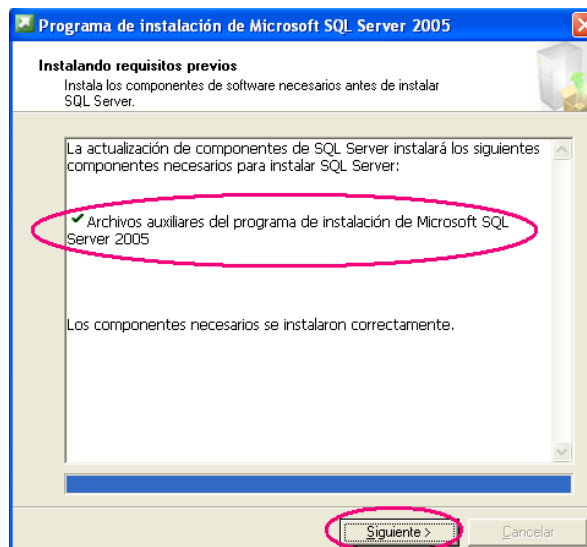 Programa de instalación de Microsoft SQL Server 2005
Instalando requisitos previos
Instala los componentes de software necesarios antes de instalar
SQL Server.
La actualización de componentes de SQL Server instalará los siguientes
componentes necesarios para instalar SQL Server:
Archivos auxiliares del programa de instalación de Microsoft SQL
Server 2005
Los componentes necesarios se instalaron correctamente.
Siguiente >
Cancelar